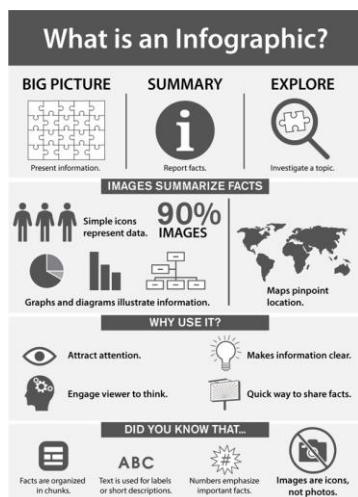 What is an Infographic?
BIG PICTURE
SUMMARY
EXPLORE
i
Present information.
Report facts.
Investigate a topic.
IMAGES SUMMARIZE FACTS
Simple icons
represent data.
90%
IMAGES
Graphs and diagrams illustrate information.
Maps pinpoint
location.
WHY USE IT?
Attract attention.
Makes information clear.
Engage viewer to think.
Quick way to share facts.
DID YOU KNOW THAT...
ABC
#
Facts are organized
in chunks.
Text is used for labels
or short descriptions.
Numbers emphasize
important facts.
Images are icons,
not photos.